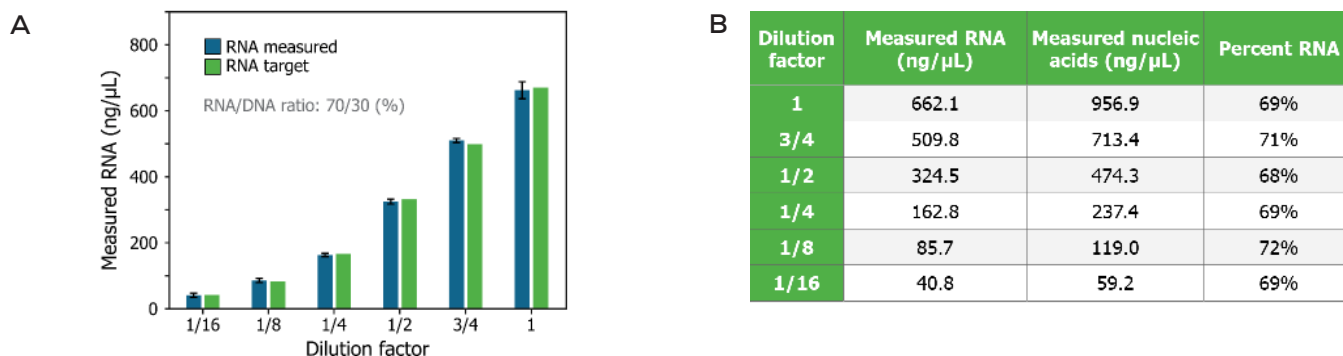 A
800
600
400
200
0
Measured RNA (ng/µL)
RNA measured
RNA target
RNA/DNA ratio: 70/30 (%)
1/16 1/8 1/4 1/2 3/4 1
Dilution factor
B
Dilution factor Measured RNA (ng/µL) Measured nucleic acids (ng/µL) Percent RNA
1 662.1 956.9 69%
3/4 509.8 713.4 71%
1/2 324.5 474.3 68%
1/4 162.8 237.4 69%
1/8 85.7 119.0 72%
1/16 40.8 59.2 69%